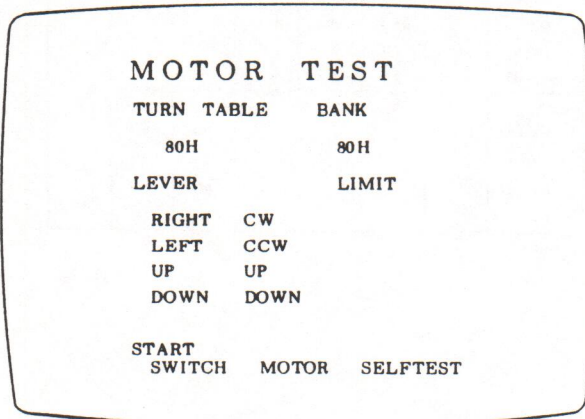 MOTOR TEST
TURN TABLE BANK
80H 80H
LEVER LIMIT
RIGHT CW
LEFT CCW
UP UP
DOWN DOWN
START
SWITCH MOTOR SELFTEST